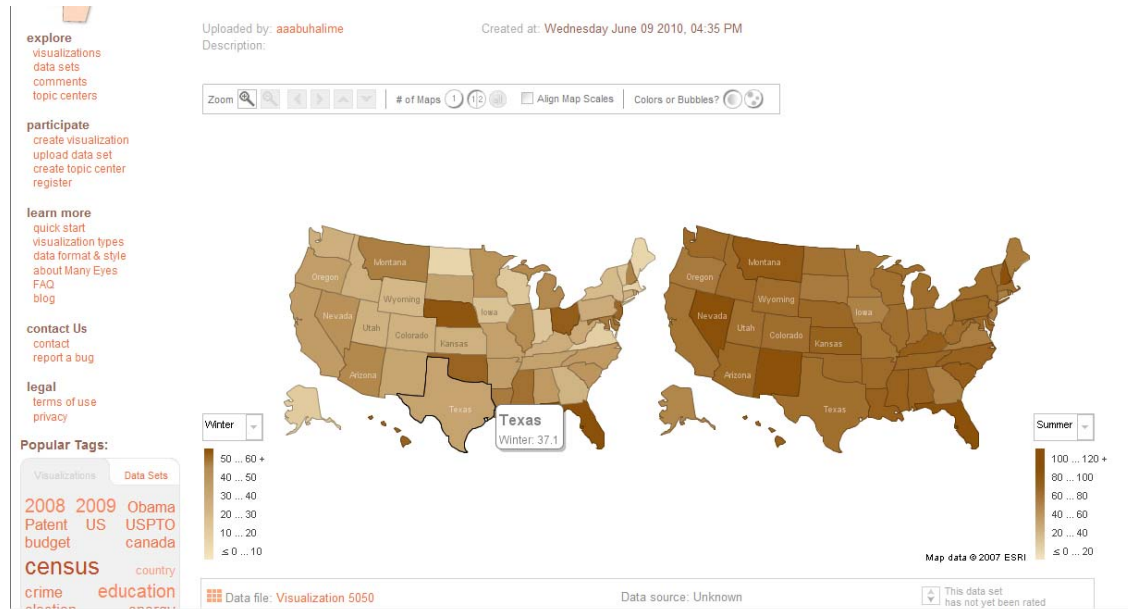 Uploaded by: aaabuhalime
Created at: Wednesday June 09 2010, 04:35 PM
Description:
explore
visualizations
data sets
comments
topic centers
participate
create visualization
upload data set
create topic center
register
learn more
quick start
visualization types
data format & style
about Many Eyes
FAQ
blog
contact Us
contact
report a bug
legal
terms of use
privacy
Popular Tags:
Visualizations
Data Sets
2008 2009 Obama
Patent US USPTO
budget canada
census country
crime education
election energy
Zoom
# of Maps 1 1|2
Align Map Scales
Colors or Bubbles?
Montana
Oregon
Wyoming
Iowa
Nevada
Utah
Colorado
Kansas
Arizona
Texas
Texas
Winter: 37.1
Winter
50 ... 60 +
40 ... 50
30 ... 40
20 ... 30
10 ... 20
≤ 0 ... 10
Montana
Oregon
Wyoming
Iowa
Nevada
Utah
Colorado
Kansas
Arizona
Texas
Summer
100 ... 120 +
80 ... 100
60 ... 80
40 ... 60
20 ... 40
≤ 0 ... 20
Map data © 2007 ESRI
Data file: Visualization 5050
Data source: Unknown
This data set
has not yet been rated